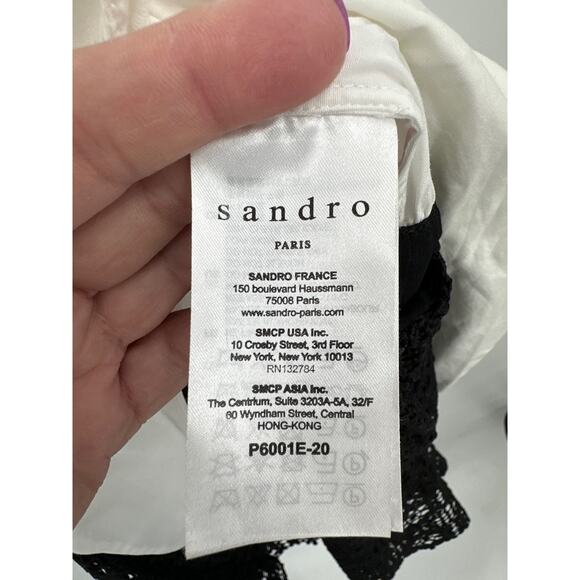 sandro
PARIS
SANDRO FRANCE
150 boulevard Haussmann
75008 Paris
www.sandro-paris.com
SMCP USA Inc.
10 Crosby Street, 3rd Floor
New York, New York 10013
RN132784
SMCP ASIA Inc.
The Centrium, Suite 3203A-5A, 32/F
60 Wyndham Street, Central
HONG-KONG
P6001E-20